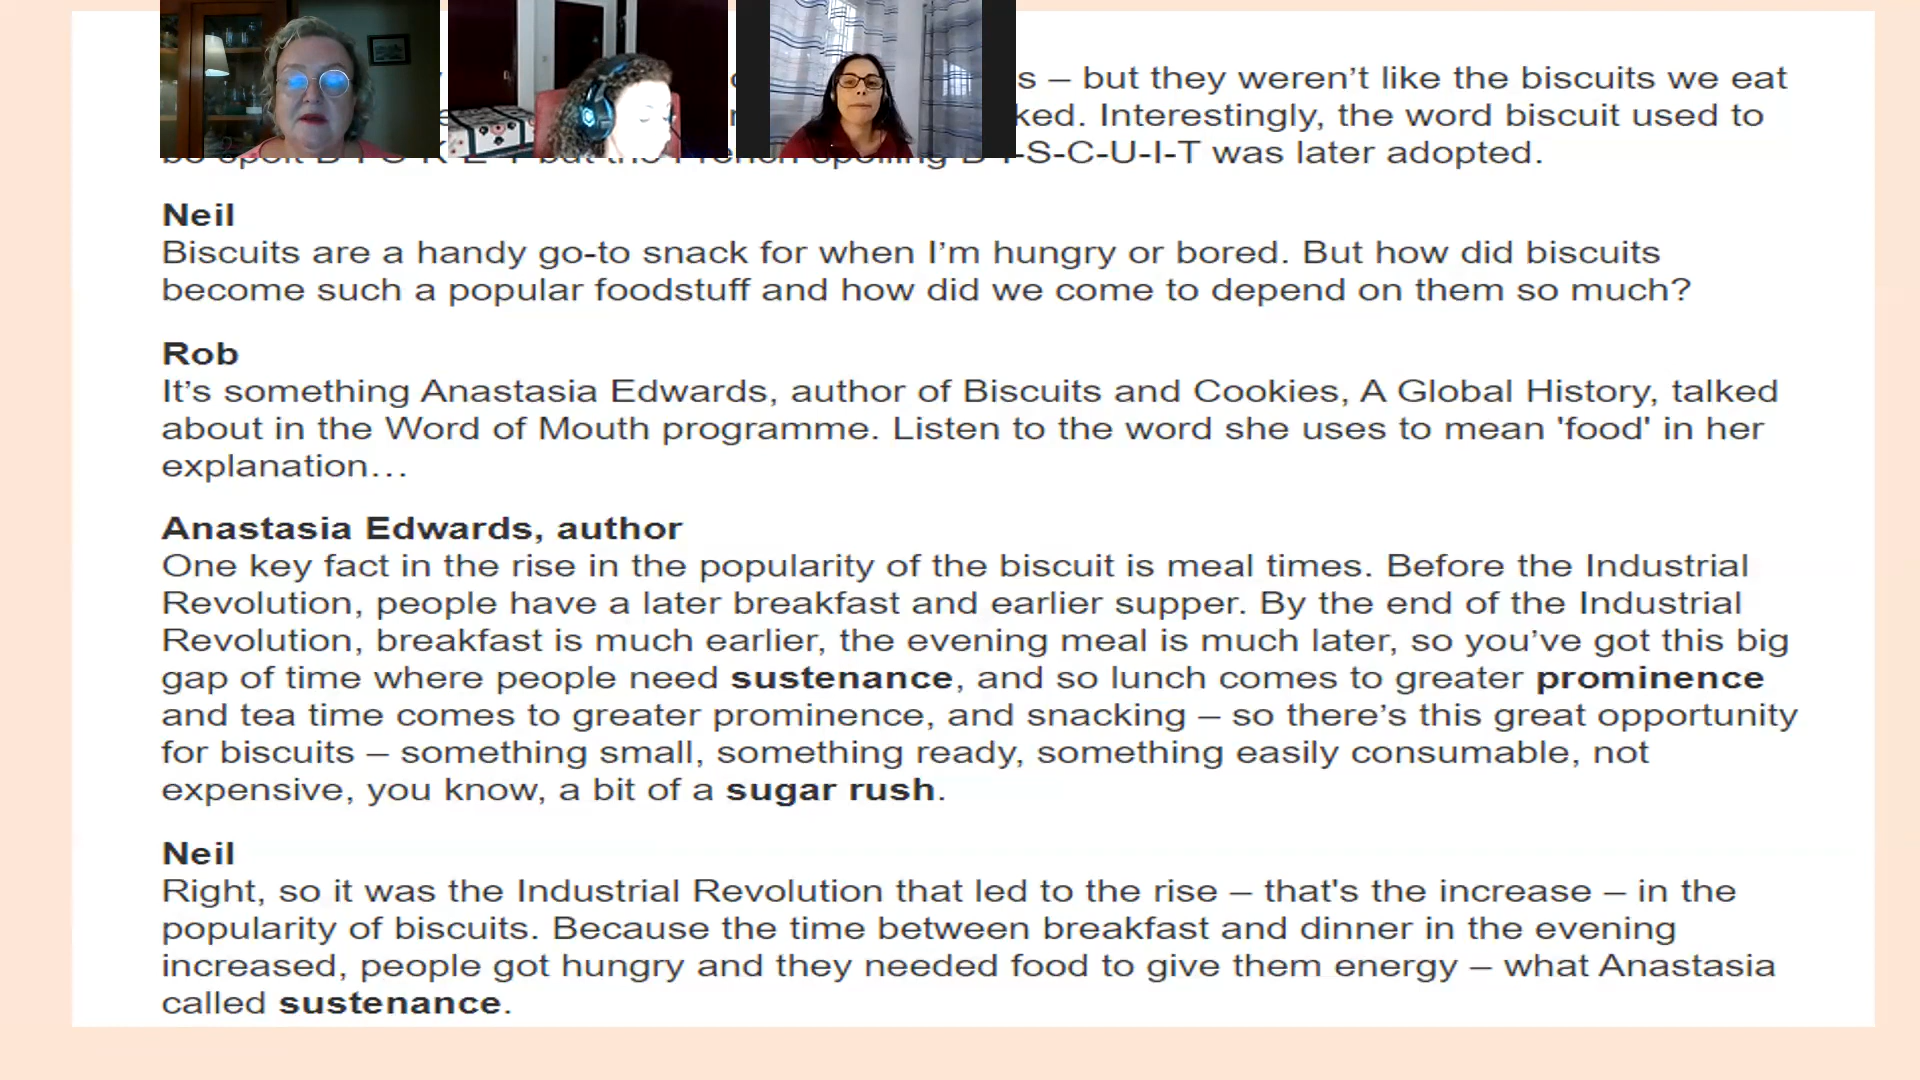 s – but they weren’t like the biscuits we eat
ked. Interestingly, the word biscuit used to
be spelt B-I-S-K-E-T but the French spelling B-I-S-C-U-I-T was later adopted.
Neil
Biscuits are a handy go-to snack for when I’m hungry or bored. But how did biscuits
become such a popular foodstuff and how did we come to depend on them so much?
Rob
It’s something Anastasia Edwards, author of Biscuits and Cookies, A Global History, talked
about in the Word of Mouth programme. Listen to the word she uses to mean 'food' in her
explanation…
Anastasia Edwards, author
One key fact in the rise in the popularity of the biscuit is meal times. Before the Industrial
Revolution, people have a later breakfast and earlier supper. By the end of the Industrial
Revolution, breakfast is much earlier, the evening meal is much later, so you’ve got this big
gap of time where people need sustenance, and so lunch comes to greater prominence
and tea time comes to greater prominence, and snacking – so there’s this great opportunity
for biscuits – something small, something ready, something easily consumable, not
expensive, you know, a bit of a sugar rush.
Neil
Right, so it was the Industrial Revolution that led to the rise – that's the increase – in the
popularity of biscuits. Because the time between breakfast and dinner in the evening
increased, people got hungry and they needed food to give them energy – what Anastasia
called sustenance.